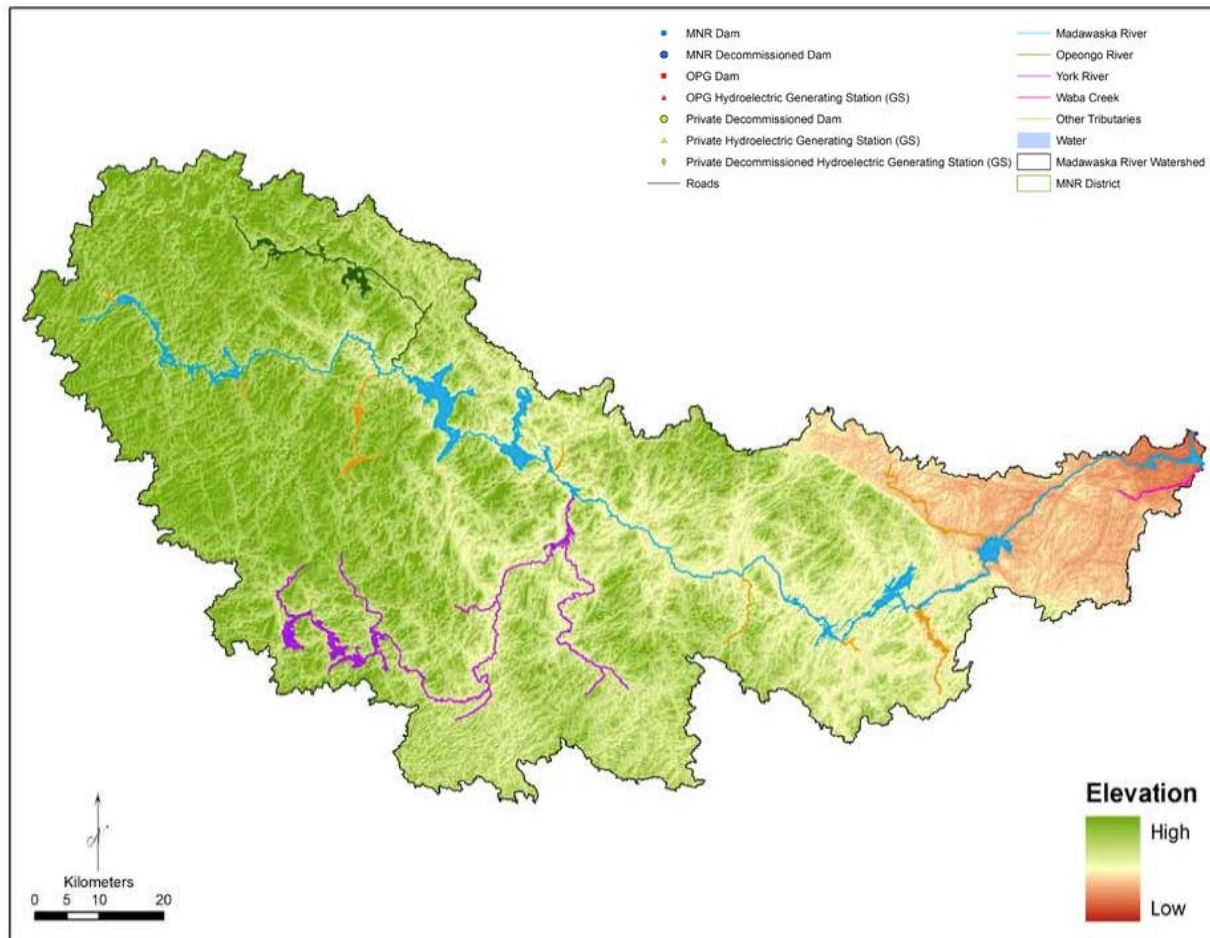 MNR Dam
MNR Decommissioned Dam
OPG Dam
OPG Hydroelectric Generating Station (GS)
Private Decommissioned Dam
Private Hydroelectric Generating Station (GS)
Private Decommissioned Hydroelectric Generating Station (GS)
Roads
Madawaska River
Opeongo River
York River
Waba Creek
Other Tributaries
Water
Madawaska River Watershed
MNR District
Elevation
High
Low
Kilometers
0 5 10 20